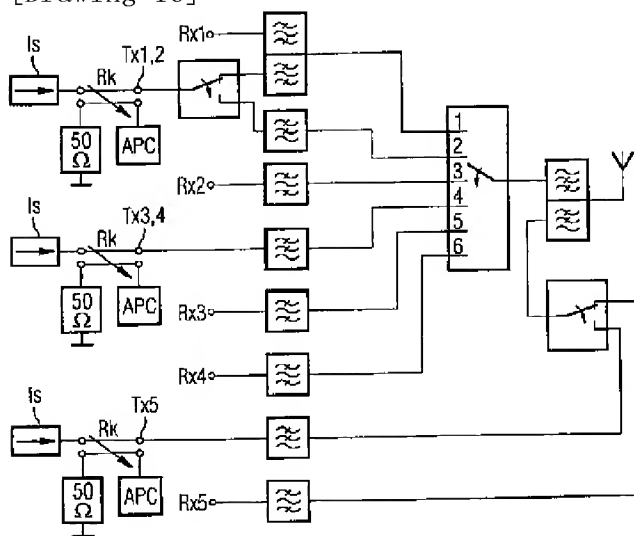 [Drawing 10]
Rx1
Is
Rk
Tx1,2
50
Ω
APC
1
2
3
4
5
6
Rx2
Is
Rk
Tx3,4
50
Ω
APC
Rx3
Rx4
Is
Rk
Tx5
50
Ω
APC
Rx5